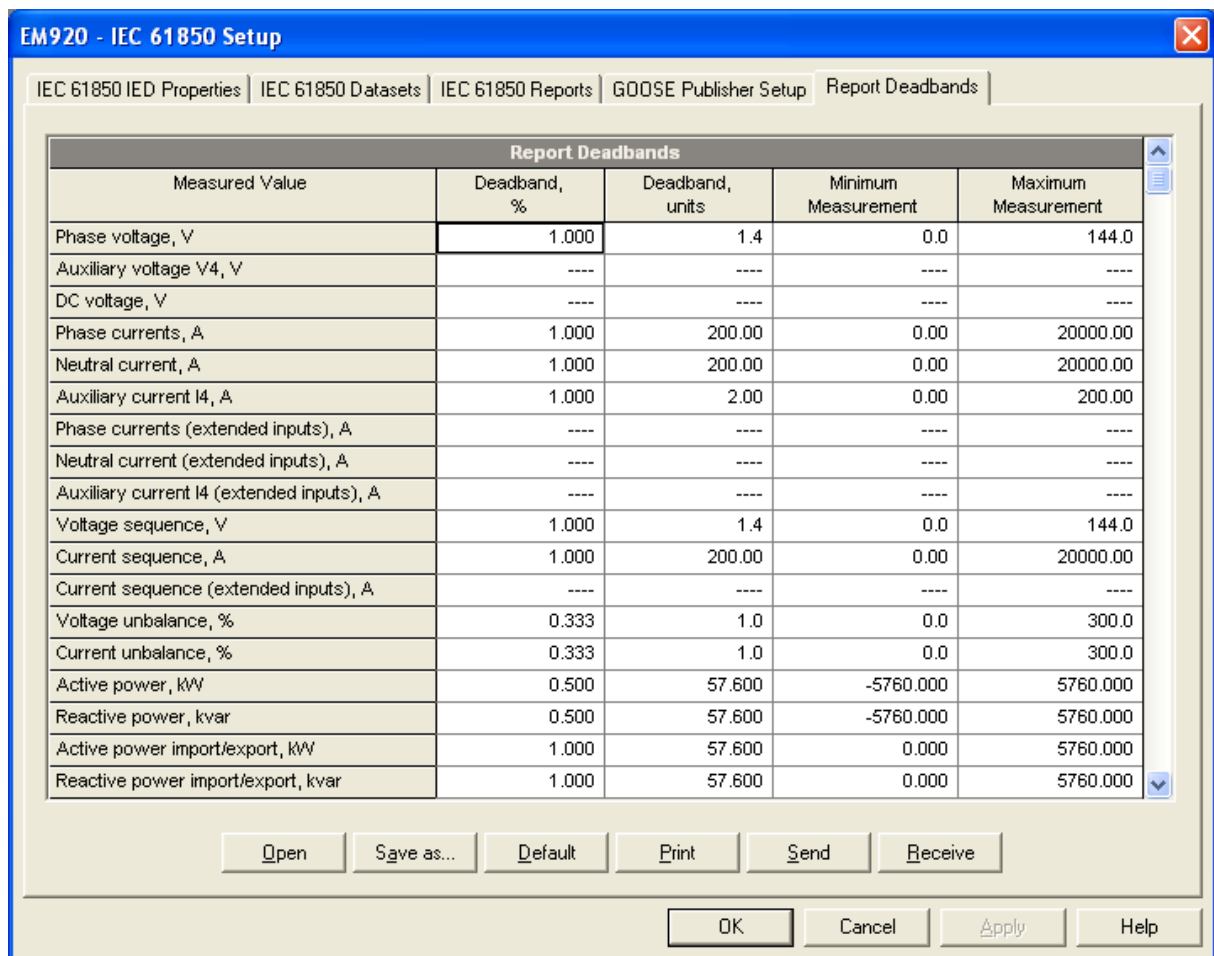 EM920 - IEC 61850 Setup
IEC 61850 IED Properties IEC 61850 Datasets IEC 61850 Reports GOOSE Publisher Setup Report Deadbands
Report Deadbands
Measured Value Deadband, % Deadband, units Minimum Measurement Maximum Measurement
Phase voltage, V 1.000 1.4 0.0 144.0
Auxiliary voltage V4, V ---- ---- ---- ----
DC voltage, V ---- ---- ---- ----
Phase currents, A 1.000 200.00 0.00 20000.00
Neutral current, A 1.000 200.00 0.00 20000.00
Auxiliary current I4, A 1.000 2.00 0.00 200.00
Phase currents (extended inputs), A ---- ---- ---- ----
Neutral current (extended inputs), A ---- ---- ---- ----
Auxiliary current I4 (extended inputs), A ---- ---- ---- ----
Voltage sequence, V 1.000 1.4 0.0 144.0
Current sequence, A 1.000 200.00 0.00 20000.00
Current sequence (extended inputs), A ---- ---- ---- ----
Voltage unbalance, % 0.333 1.0 0.0 300.0
Current unbalance, % 0.333 1.0 0.0 300.0
Active power, kW 0.500 57.600 -5760.000 5760.000
Reactive power, kvar 0.500 57.600 -5760.000 5760.000
Active power import/export, kW 1.000 57.600 0.000 5760.000
Reactive power import/export, kvar 1.000 57.600 0.000 5760.000
Open Save as... Default Print Send Receive
OK Cancel Apply Help